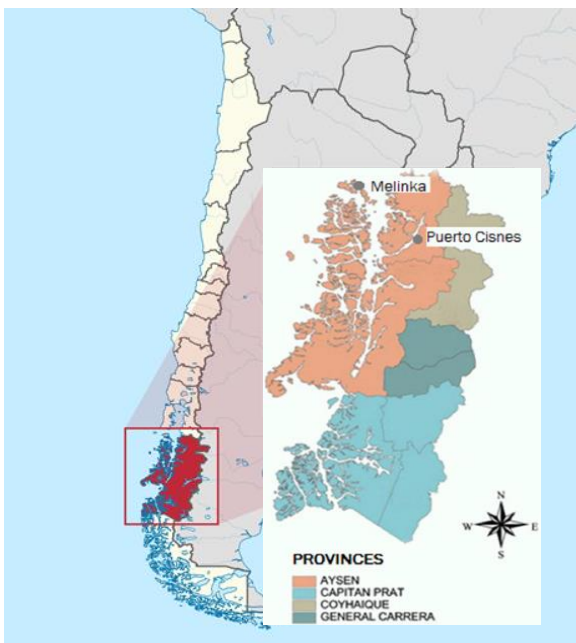 Melinka
Puerto Cisnes
N
W E
S
PROVINCES
AYSEN
CAPITAN PRAT
COYHAIQUE
GENERAL CARRERA